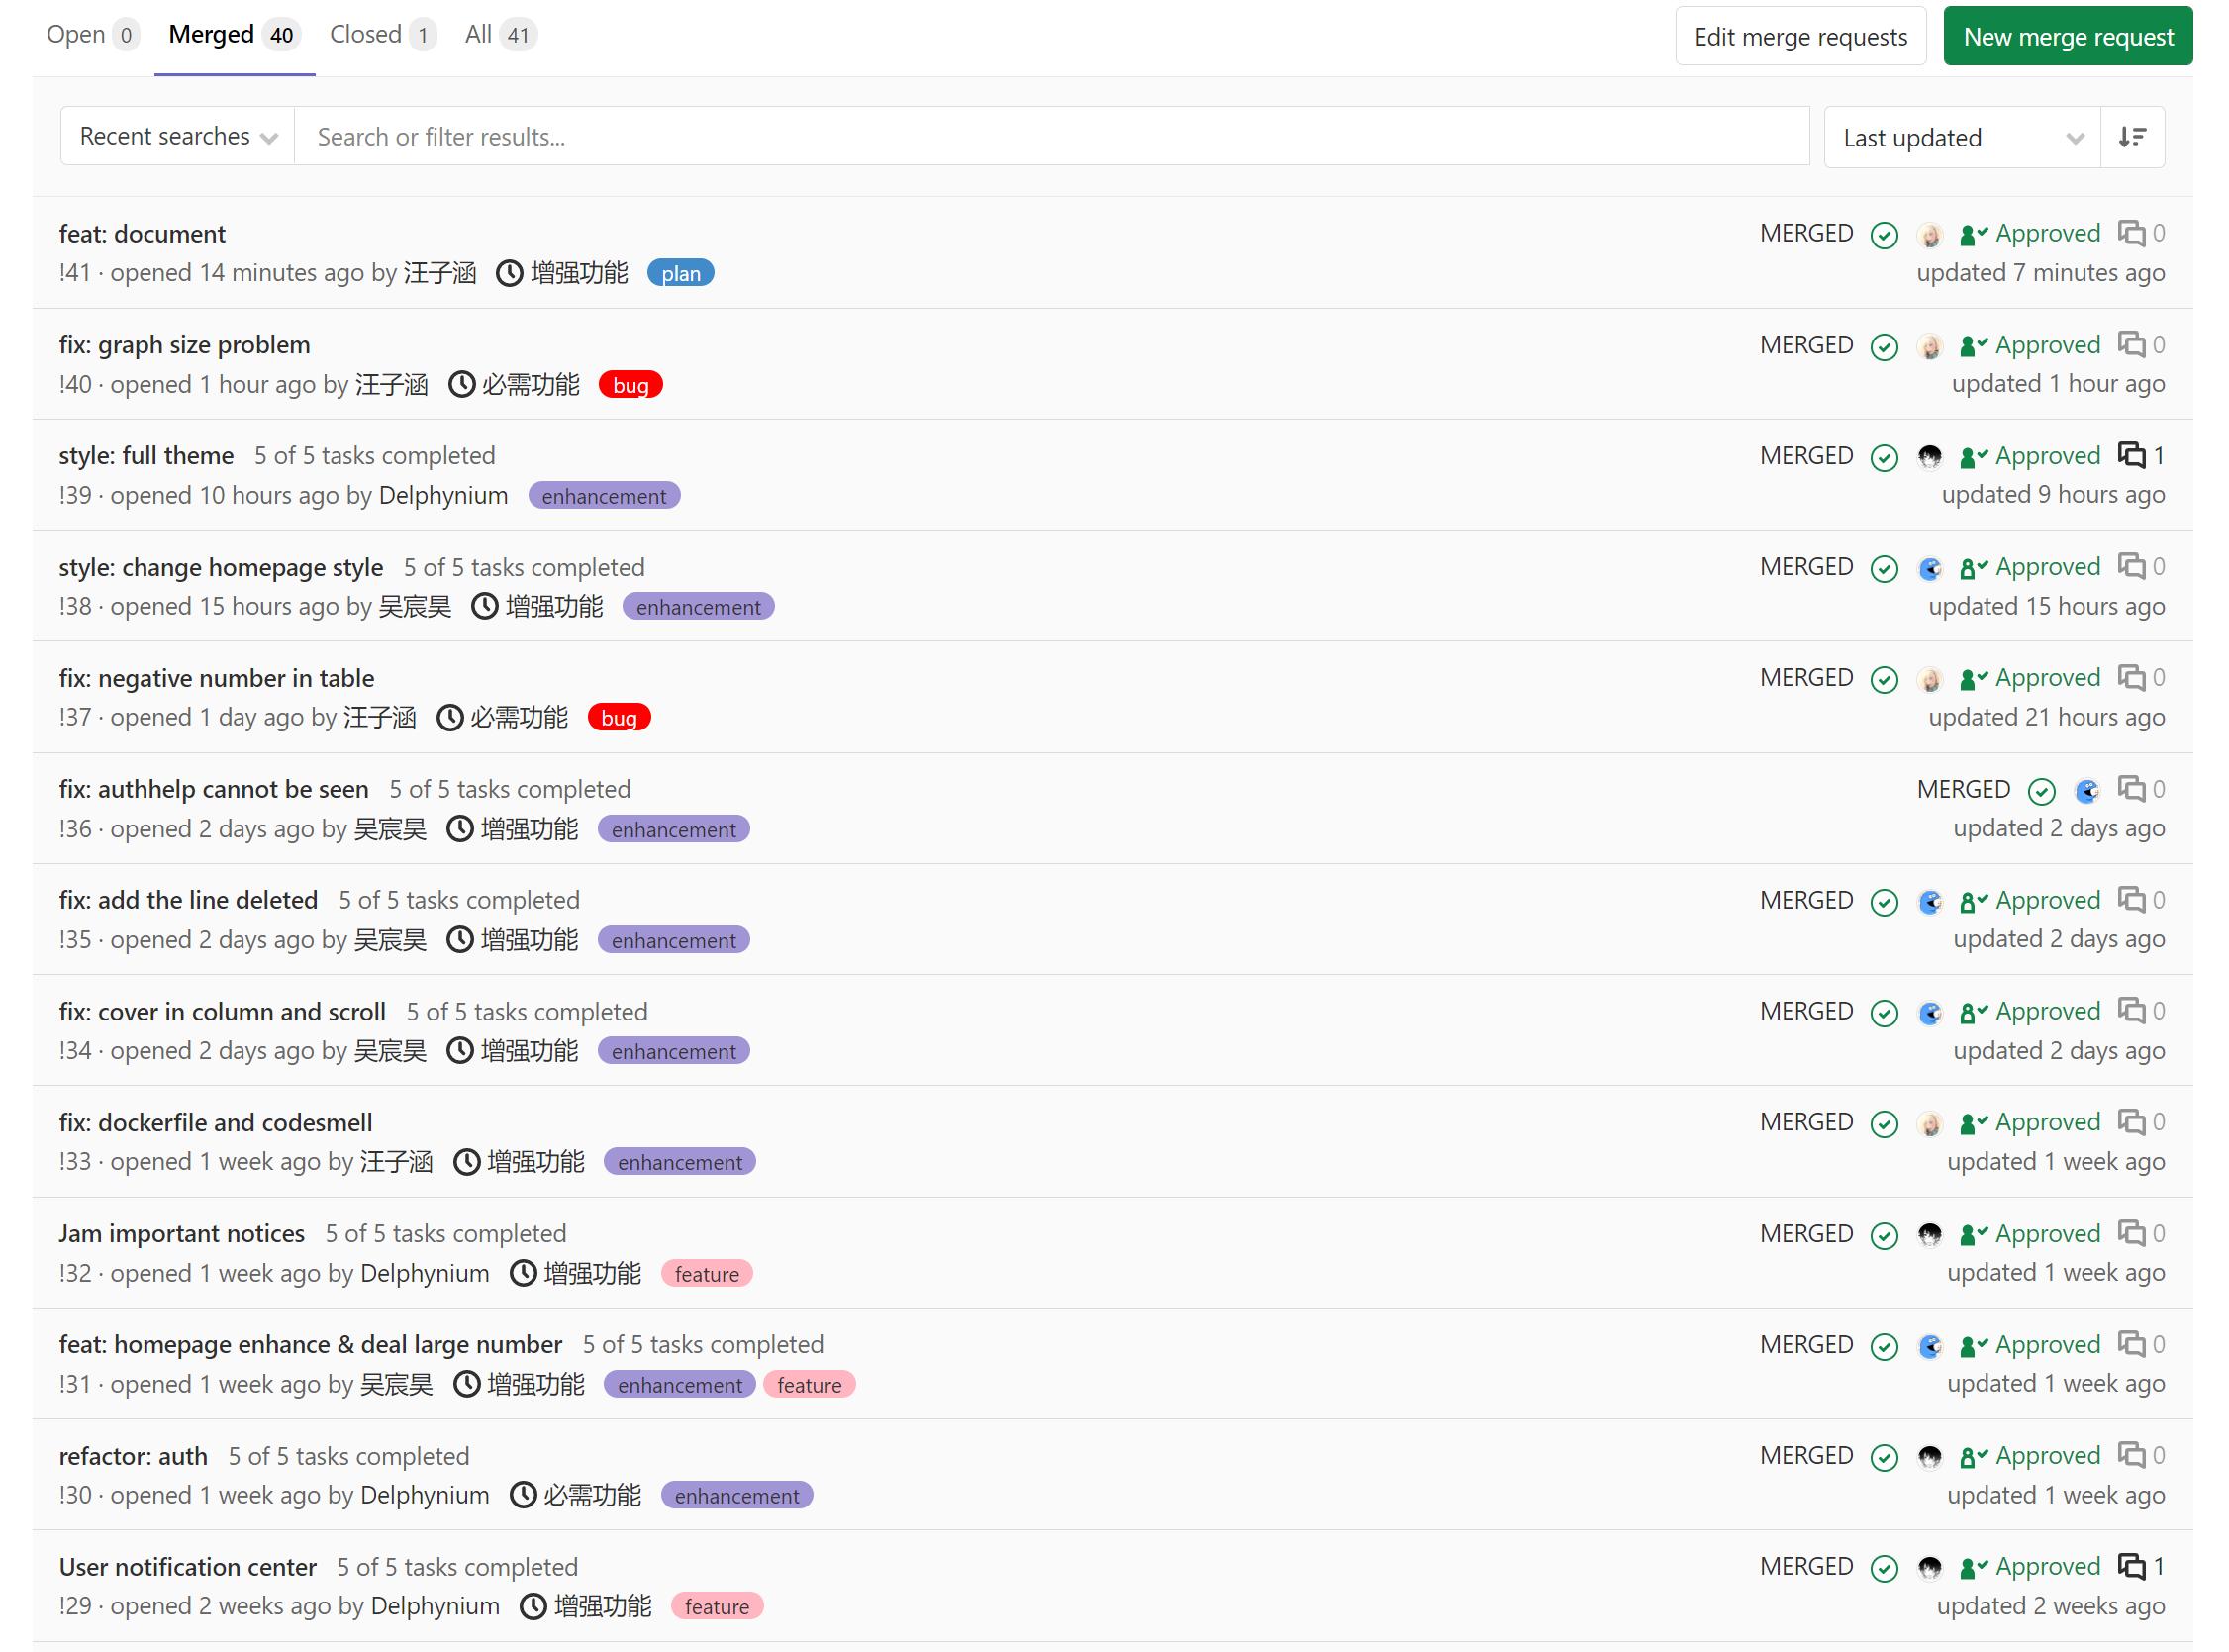 Open 0 Merged 40 Closed 1 All 41 Edit merge requests New merge request
Recent searches Search or filter results... Last updated
feat: document MERGED Approved 0
!41 · opened 14 minutes ago by 汪子涵 增强功能 plan updated 7 minutes ago
fix: graph size problem MERGED Approved 0
!40 · opened 1 hour ago by 汪子涵 必需功能 bug updated 1 hour ago
style: full theme 5 of 5 tasks completed MERGED Approved 1
!39 · opened 10 hours ago by Delphynium enhancement updated 9 hours ago
style: change homepage style 5 of 5 tasks completed MERGED Approved 0
!38 · opened 15 hours ago by 吴宸昊 增强功能 enhancement updated 15 hours ago
fix: negative number in table MERGED Approved 0
!37 · opened 1 day ago by 汪子涵 必需功能 bug updated 21 hours ago
fix: authhelp cannot be seen 5 of 5 tasks completed MERGED 0
!36 · opened 2 days ago by 吴宸昊 增强功能 enhancement updated 2 days ago
fix: add the line deleted 5 of 5 tasks completed MERGED Approved 0
!35 · opened 2 days ago by 吴宸昊 增强功能 enhancement updated 2 days ago
fix: cover in column and scroll 5 of 5 tasks completed MERGED Approved 0
!34 · opened 2 days ago by 吴宸昊 增强功能 enhancement updated 2 days ago
fix: dockerfile and codesmell MERGED Approved 0
!33 · opened 1 week ago by 汪子涵 增强功能 enhancement updated 1 week ago
Jam important notices 5 of 5 tasks completed MERGED Approved 0
!32 · opened 1 week ago by Delphynium 增强功能 feature updated 1 week ago
feat: homepage enhance & deal large number 5 of 5 tasks completed MERGED Approved 0
!31 · opened 1 week ago by 吴宸昊 增强功能 enhancement feature updated 1 week ago
refactor: auth 5 of 5 tasks completed MERGED Approved 0
!30 · opened 1 week ago by Delphynium 必需功能 enhancement updated 1 week ago
User notification center 5 of 5 tasks completed MERGED Approved 1
!29 · opened 2 weeks ago by Delphynium 增强功能 feature updated 2 weeks ago